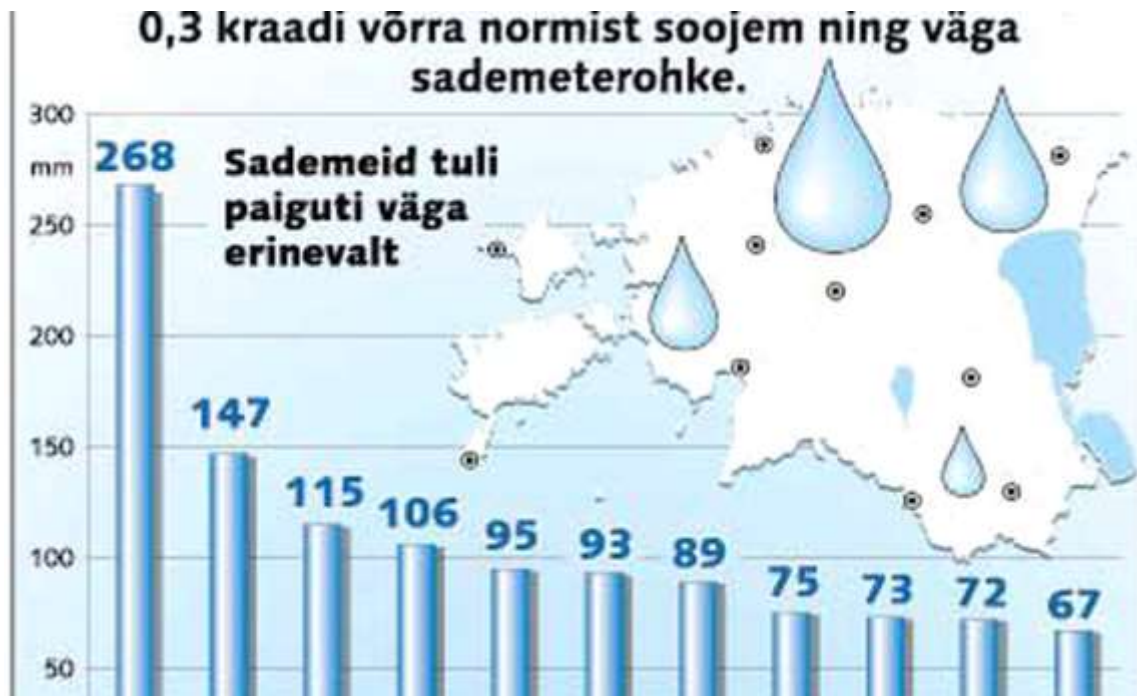 0,3 kraadi võrra normist soojem ning väga
sademeterohke.
300
mm
268
Sademeid tuli
paiguti väga
erinevalt
250
200
147
150
115
106
95
93
89
75
73
72
67
100
50